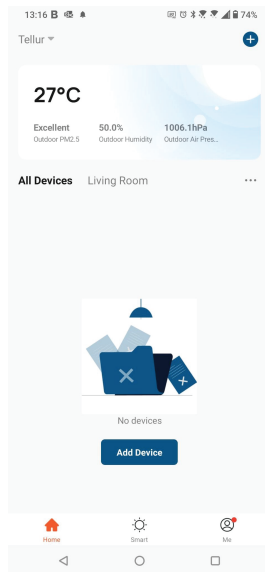 13:16 B 74%
Tellur
27°C
Excellent 50.0% 1006.1hPa
Outdoor PM2.5 Outdoor Humidity Outdoor Air Pres...
All Devices Living Room
No devices
Add Device
Home Smart Me